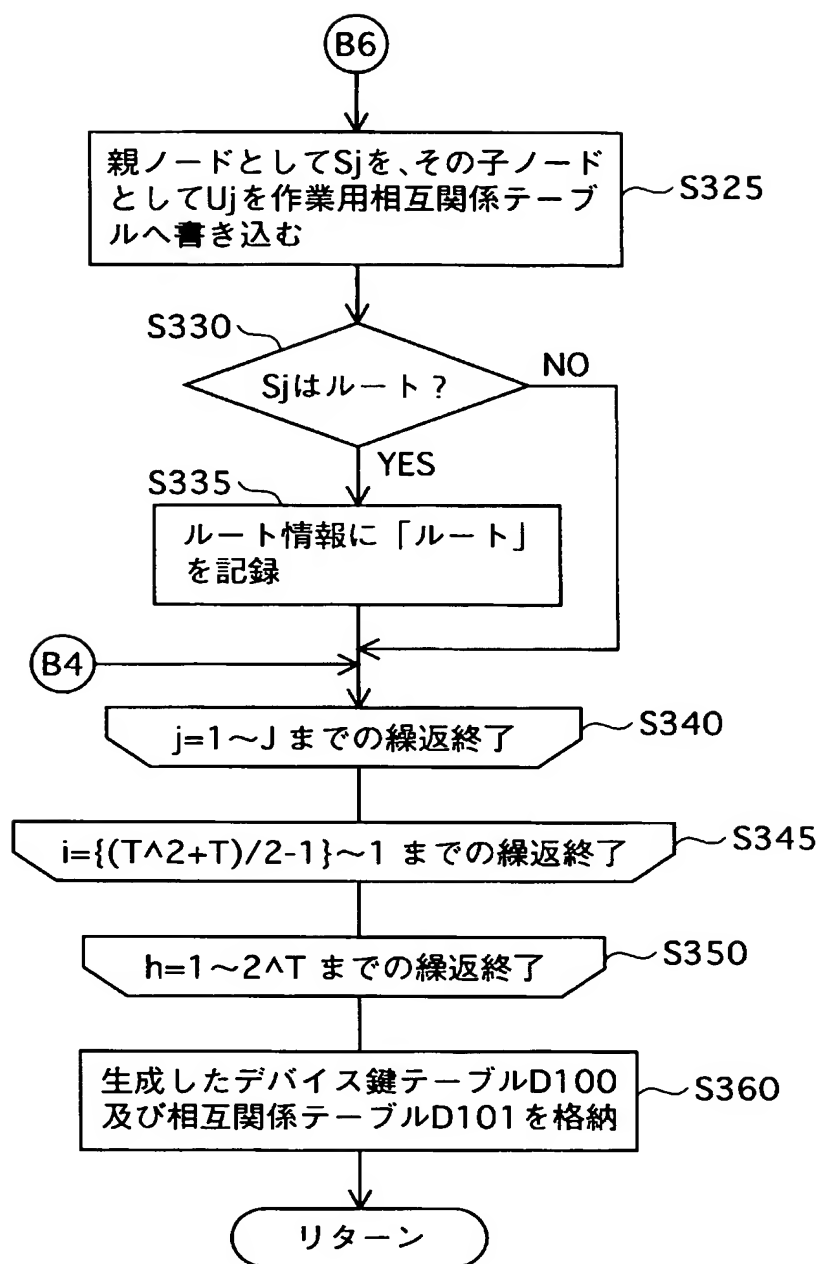 B6
親ノードとしてSjを、その子ノード
としてUjを作業用相互関係テーブ
ルへ書き込む
S325
S330
Sjはルート?
NO
YES
S335
ルート情報に「ルート」
を記録
B4
j=1～J までの繰返終了
S340
i={(T^2+T)/2-1}～1 までの繰返終了
S345
h=1～2^T までの繰返終了
S350
生成したデバイス鍵テーブルD100
及び相互関係テーブルD101を格納
S360
リターン